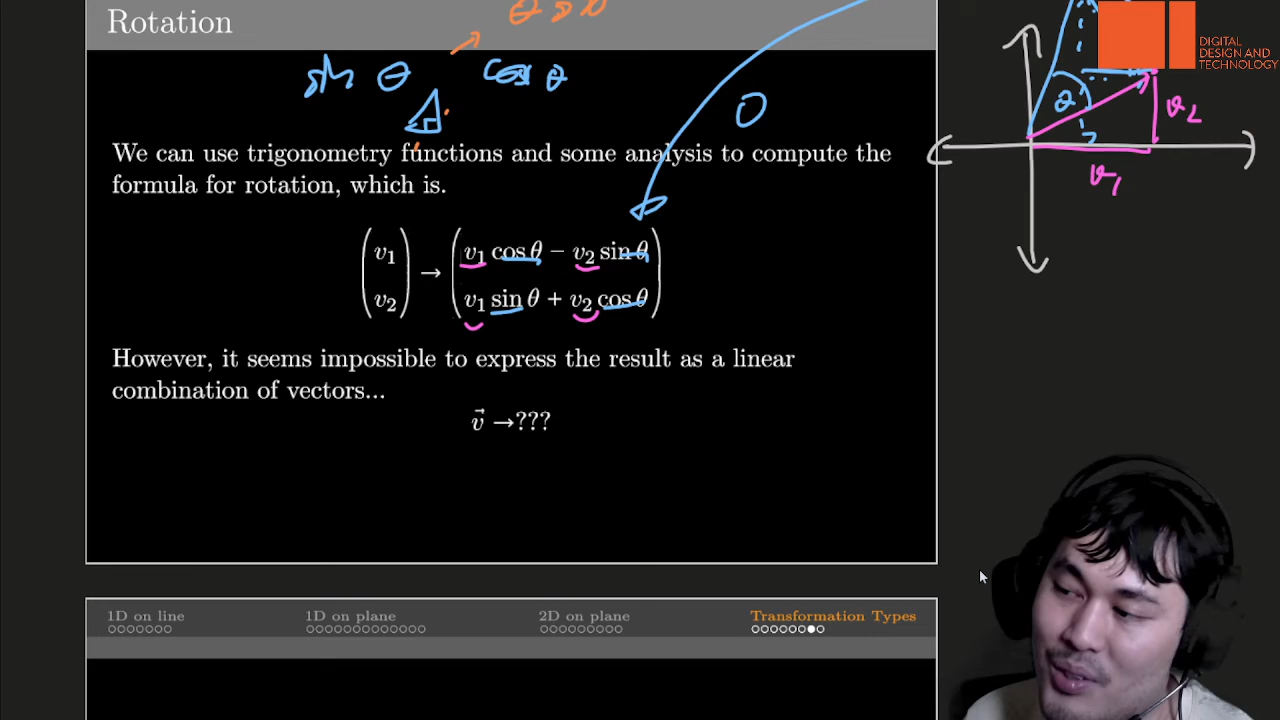 Rotation
sin θ
cos θ
We can use trigonometry functions and some analysis to compute the
formula for rotation, which is.
(v₁ v₂) → (v₁ cos θ − v₂ sin θ
v₁ sin θ + v₂ cos θ)
However, it seems impossible to express the result as a linear
combination of vectors...
v⃗ →???
1D on line
1D on plane
2D on plane
Transformation Types
DIGITAL
DESIGN AND
TECHNOLOGY
θ
v₂
v₁